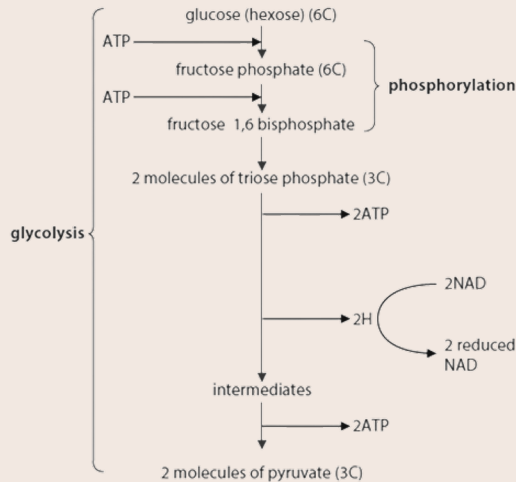 glucose (hexose) (6C)
ATP
fructose phosphate (6C)
phosphorylation
ATP
fructose 1,6 bisphosphate
2 molecules of triose phosphate (3C)
2ATP
glycolysis
2NAD
2H
2 reduced
NAD
intermediates
2ATP
2 molecules of pyruvate (3C)